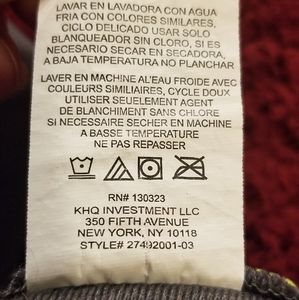 LAVAR EN LAVADORA CON AGUA
FRIA CON COLORES SIMILARES,
CICLO DELICADO USAR SOLO
BLANQUEADOR SIN CLORO, SI ES
NECESARIO SECAR EN SECADORA,
A BAJA TEMPERATURA NO PLANCHAR
LAVER EN MACHINE AL'EAU FROIDE AVEC
COULEURS SIMILIAIRES, CYCLE DOUX
UTILISER SEUELEMENT AGENT
DE BLANCHIMENT SANS CHLORE
SI NECESSAIRE SECHER EN MACHINE
A BASSE TEMPERATURE
NE PAS REPASSER
RN# 130323
KHQ INVESTMENT LLC
350 FIFTH AVENUE
NEW YORK, NY 10118
STYLE# 27492001-03